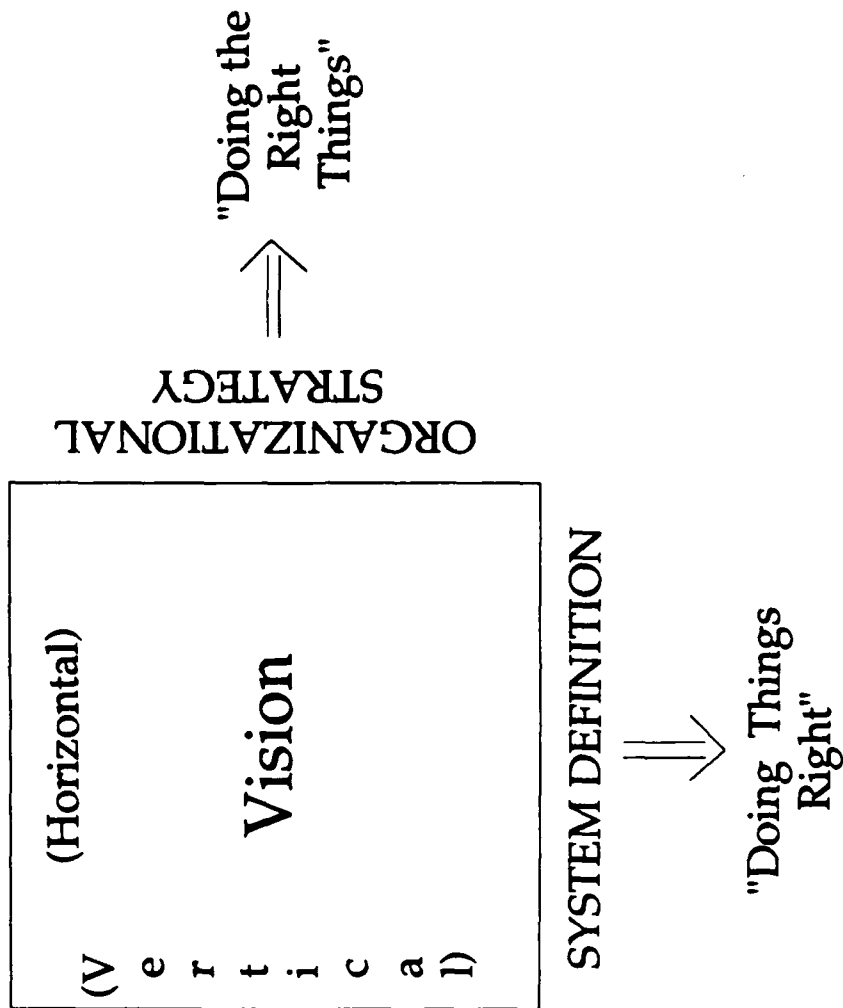 (Horizontal)
(V
e
r
t
i
c
a
l)
Vision
ORGANIZATIONAL
STRATEGY
"Doing the
Right
Things"
SYSTEM DEFINITION
"Doing Things
Right"